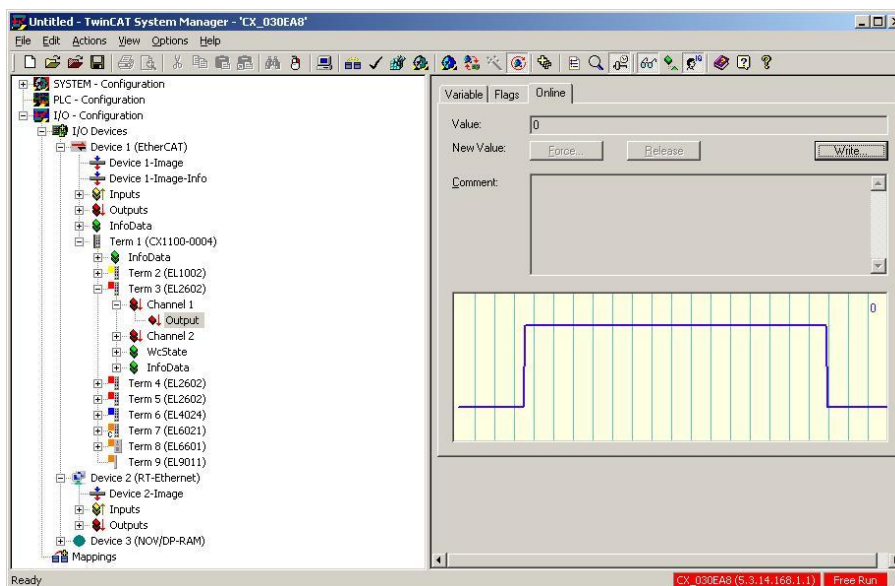 Untitled - TwinCAT System Manager - 'CX_030EA8'
File Edit Actions View Options Help
SYSTEM - Configuration
PLC - Configuration
I/O - Configuration
I/O Devices
Device 1 (EtherCAT)
Device 1-Image
Device 1-Image-Info
Inputs
Outputs
InfoData
Term 1 (CX1100-0004)
InfoData
Term 2 (EL1002)
Term 3 (EL2602)
Channel 1
Output
Channel 2
WcState
InfoData
Term 4 (EL2602)
Term 5 (EL2602)
Term 6 (EL4024)
Term 7 (EL6021)
Term 8 (EL6601)
Term 9 (EL9011)
Device 2 (RT-Ethernet)
Device 2-Image
Inputs
Outputs
Device 3 (NOV/DP-RAM)
Mappings
Variable Flags Online
Value: 0
New Value: Force... Release Write...
Comment:
0
Ready CX_030EA8 (5.3.14.168.1.1) Free Run